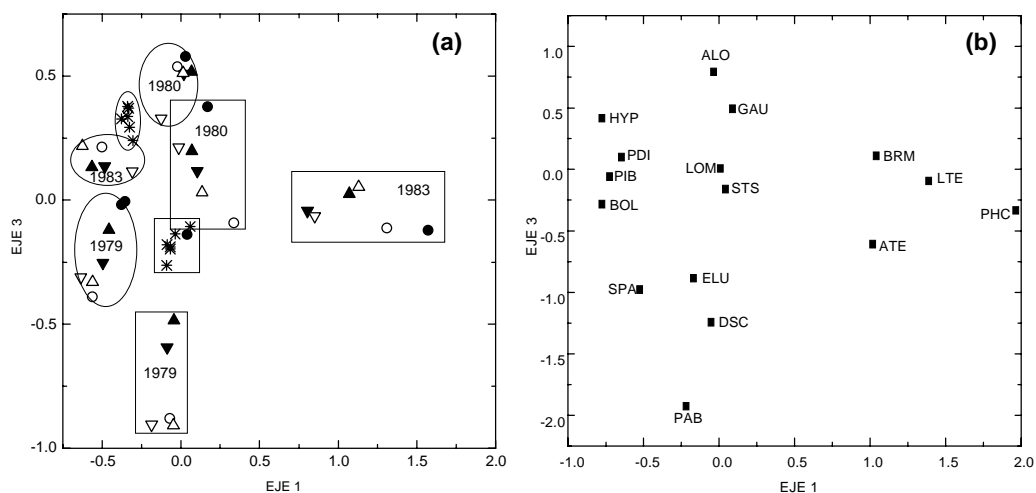 (a)
0.5
0.0
-0.5
-1.0
EJE 3
1980
1980
1983
1983
1979
1979
-0.5
0.0
0.5
1.0
1.5
2.0
EJE 1
(b)
1.0
0.5
0.0
-0.5
-1.0
-1.5
-2.0
EJE 3
ALO
GAU
HYP
PDI
BRM
LOM
PIB
LTE
STS
BOL
PHC
ATE
ELU
SPA
DSC
PAB
-1.0
-0.5
0.0
0.5
1.0
1.5
2.0
EJE 1